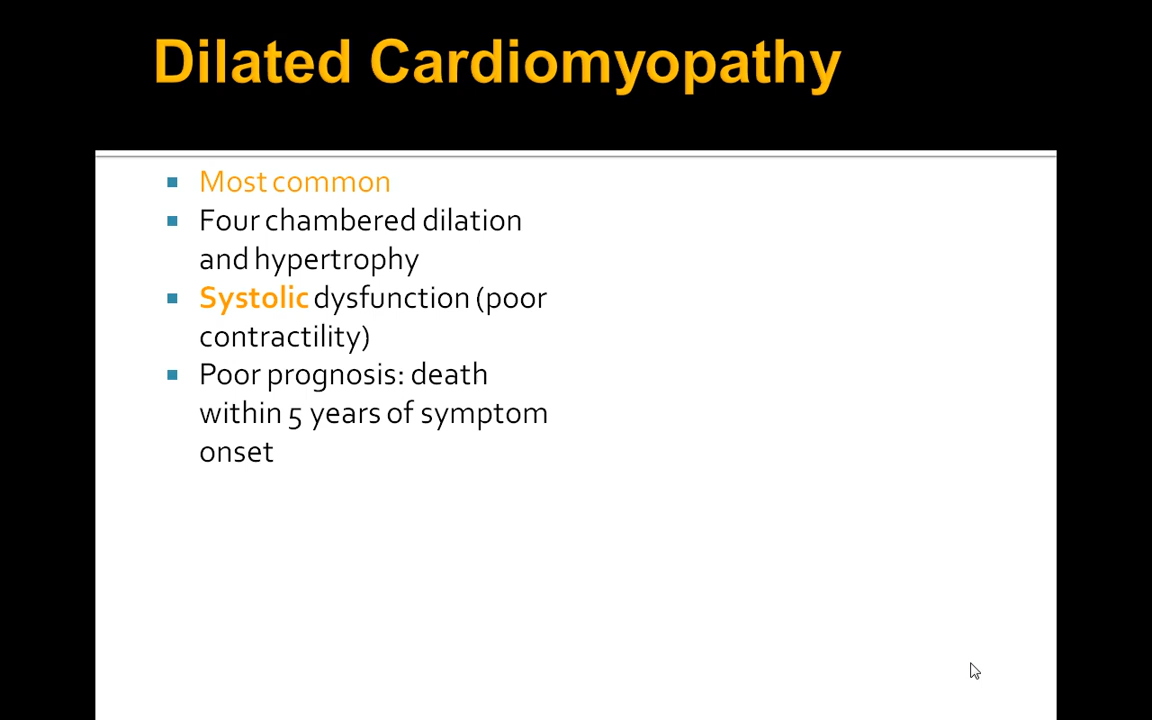 Dilated Cardiomyopathy
Most common
Four chambered dilation
and hypertrophy
Systolic dysfunction (poor
contractility)
Poor prognosis: death
within 5 years of symptom
onset